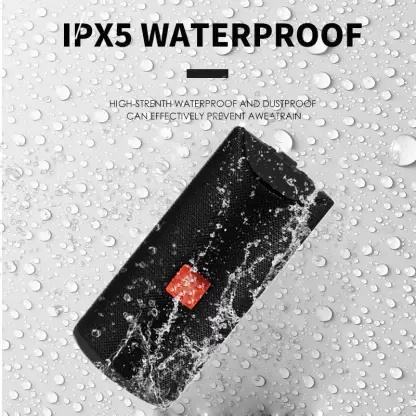 IPX5 WATERPROOF
HIGH-STRENTH WATERPROOF AND DUSTPROOF
CAN EFFECTIVELY PREVENT AWEATRAIN